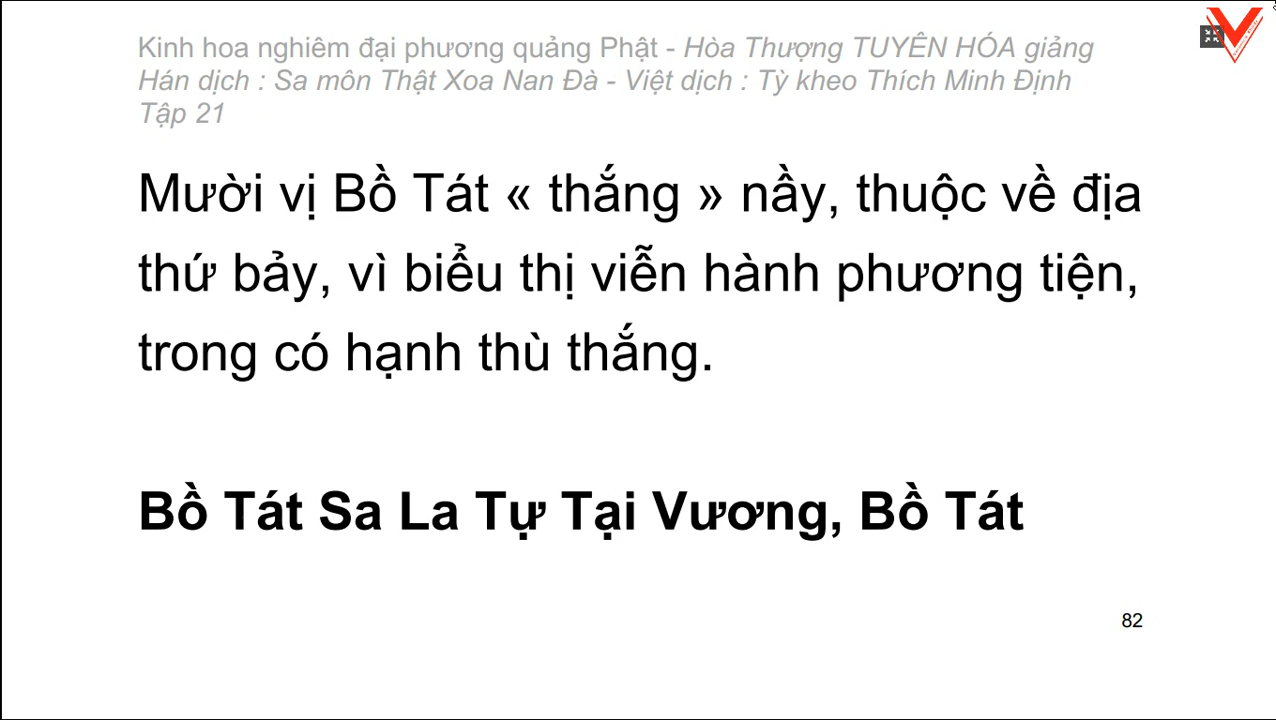 Kinh hoa nghiêm đại phương quảng Phật - Hòa Thượng TUYÊN HÓA giảng
Hán dịch : Sa môn Thật Xoa Nan Đà - Việt dịch : Tỳ kheo Thích Minh Định
Tập 21
Mười vị Bồ Tát « thắng » nầy, thuộc về địa
thứ bảy, vì biểu thị viễn hành phương tiện,
trong có hạnh thù thắng.
Bồ Tát Sa La Tự Tại Vương, Bồ Tát
82